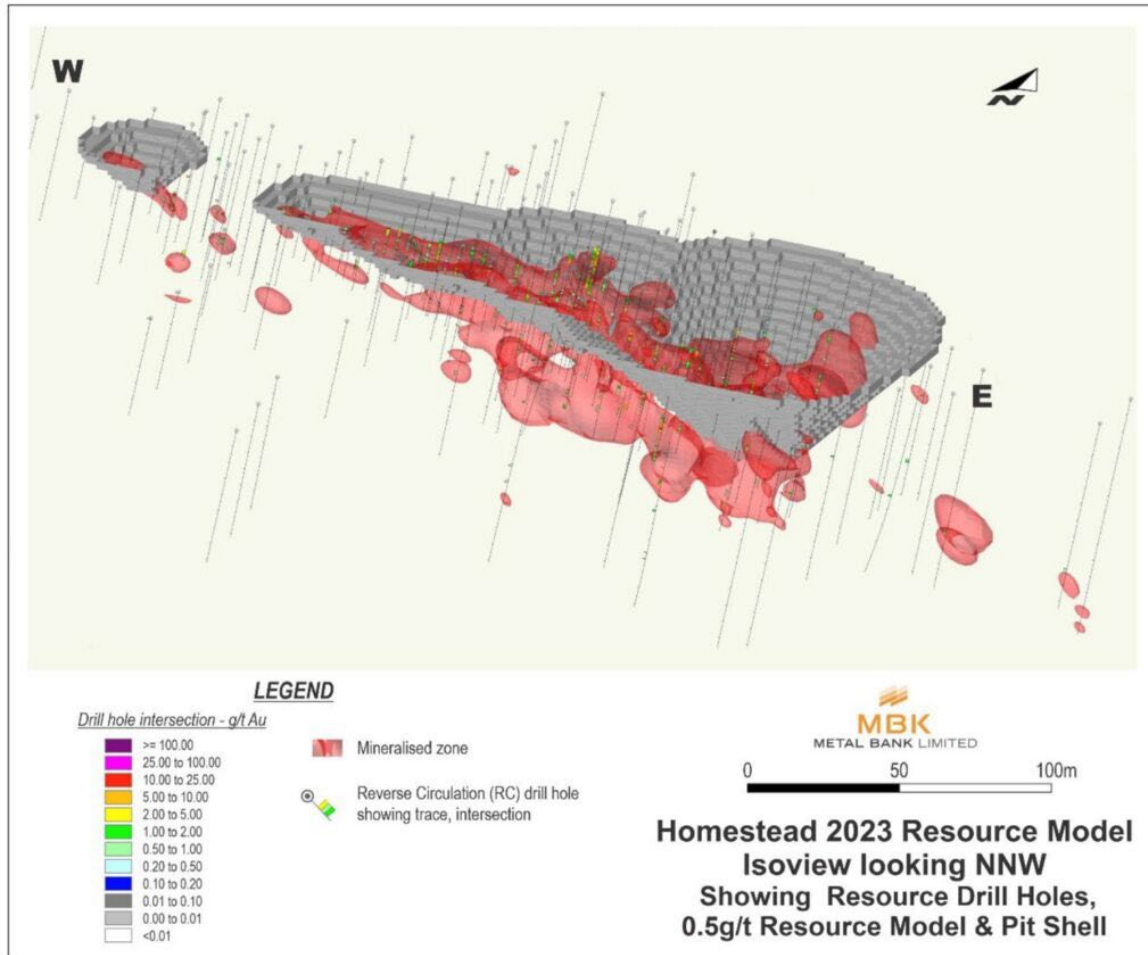 W
N
E
LEGEND
Drill hole intersection - g/t Au
>= 100.00
25.00 to 100.00
10.00 to 25.00
5.00 to 10.00
2.00 to 5.00
1.00 to 2.00
0.50 to 1.00
0.20 to 0.50
0.10 to 0.20
0.01 to 0.10
0.00 to 0.01
<0.01
Mineralised zone
Reverse Circulation (RC) drill hole
showing trace, intersection
MBK
METAL BANK LIMITED
0 50 100m
Homestead 2023 Resource Model
Isoview looking NNW
Showing Resource Drill Holes,
0.5g/t Resource Model & Pit Shell